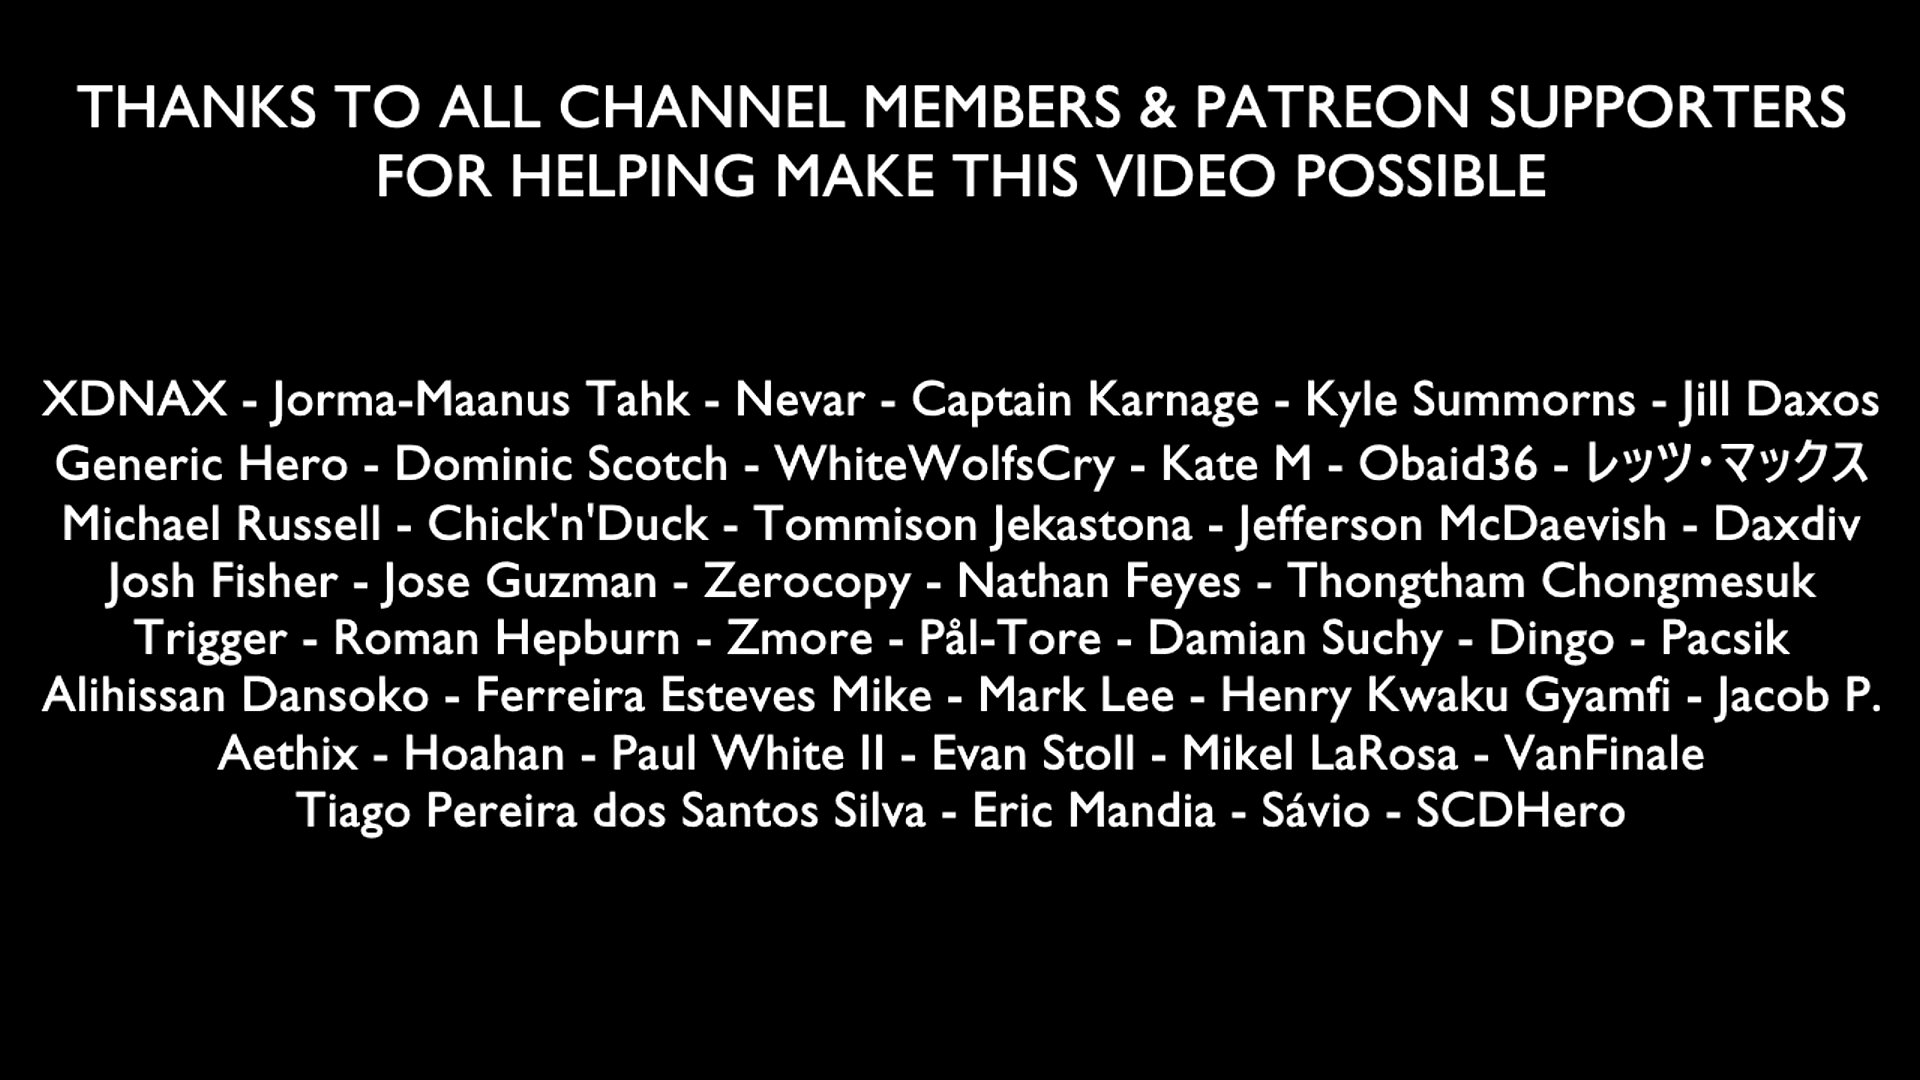 THANKS TO ALL CHANNEL MEMBERS & PATREON SUPPORTERS
FOR HELPING MAKE THIS VIDEO POSSIBLE
XDNAX - Jorma-Maanus Tahk - Nevar - Captain Karnage - Kyle Summorns - Jill Daxos
Generic Hero - Dominic Scotch - WhiteWolfsCry - Kate M - Obaid36 - レッツ・マックス
Michael Russell - Chick'n'Duck - Tommison Jekastona - Jefferson McDaevish - Daxdiv
Josh Fisher - Jose Guzman - Zerocopy - Nathan Feyes - Thongtham Chongmesuk
Trigger - Roman Hepburn - Zmore - Pål-Tore - Damian Suchy - Dingo - Pacsik
Alihissan Dansoko - Ferreira Esteves Mike - Mark Lee - Henry Kwaku Gyamfi - Jacob P.
Aethix - Hoahan - Paul White II - Evan Stoll - Mikel LaRosa - VanFinale
Tiago Pereira dos Santos Silva - Eric Mandia - Sávio - SCDHero